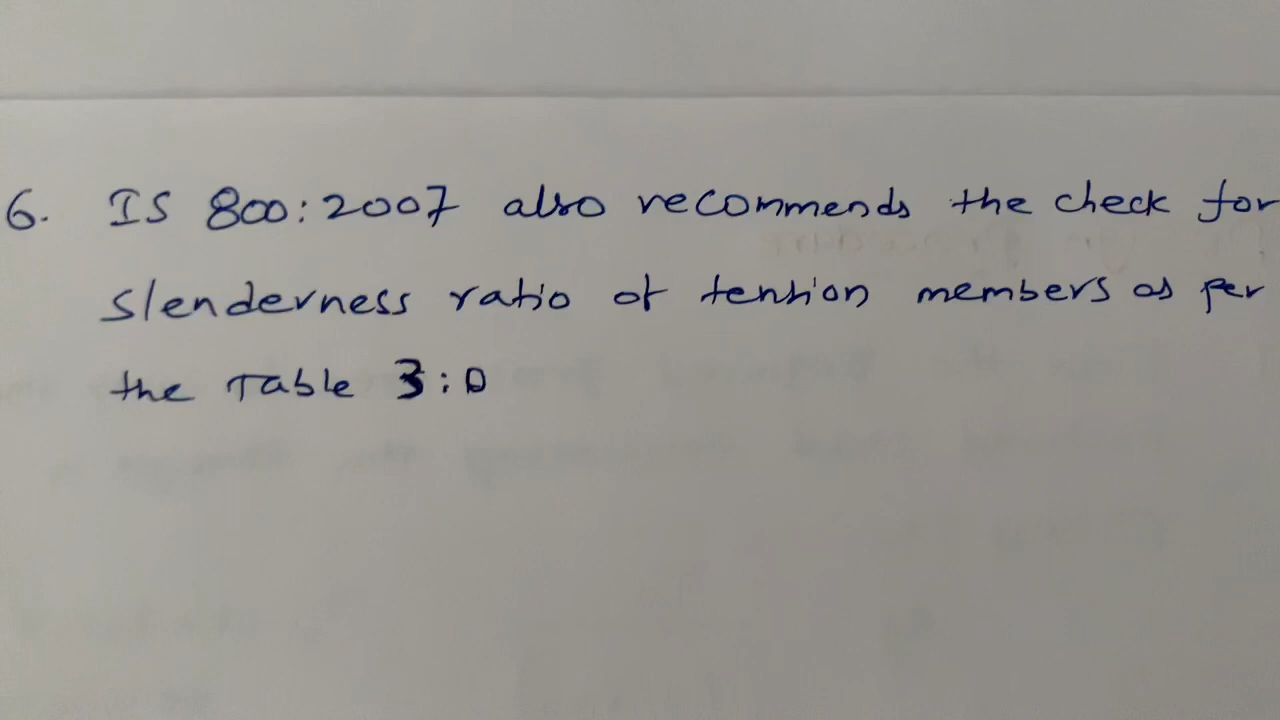 6. IS 800:2007 also recommends the check for
slenderness ratio of tension members as per
the Table 3:0